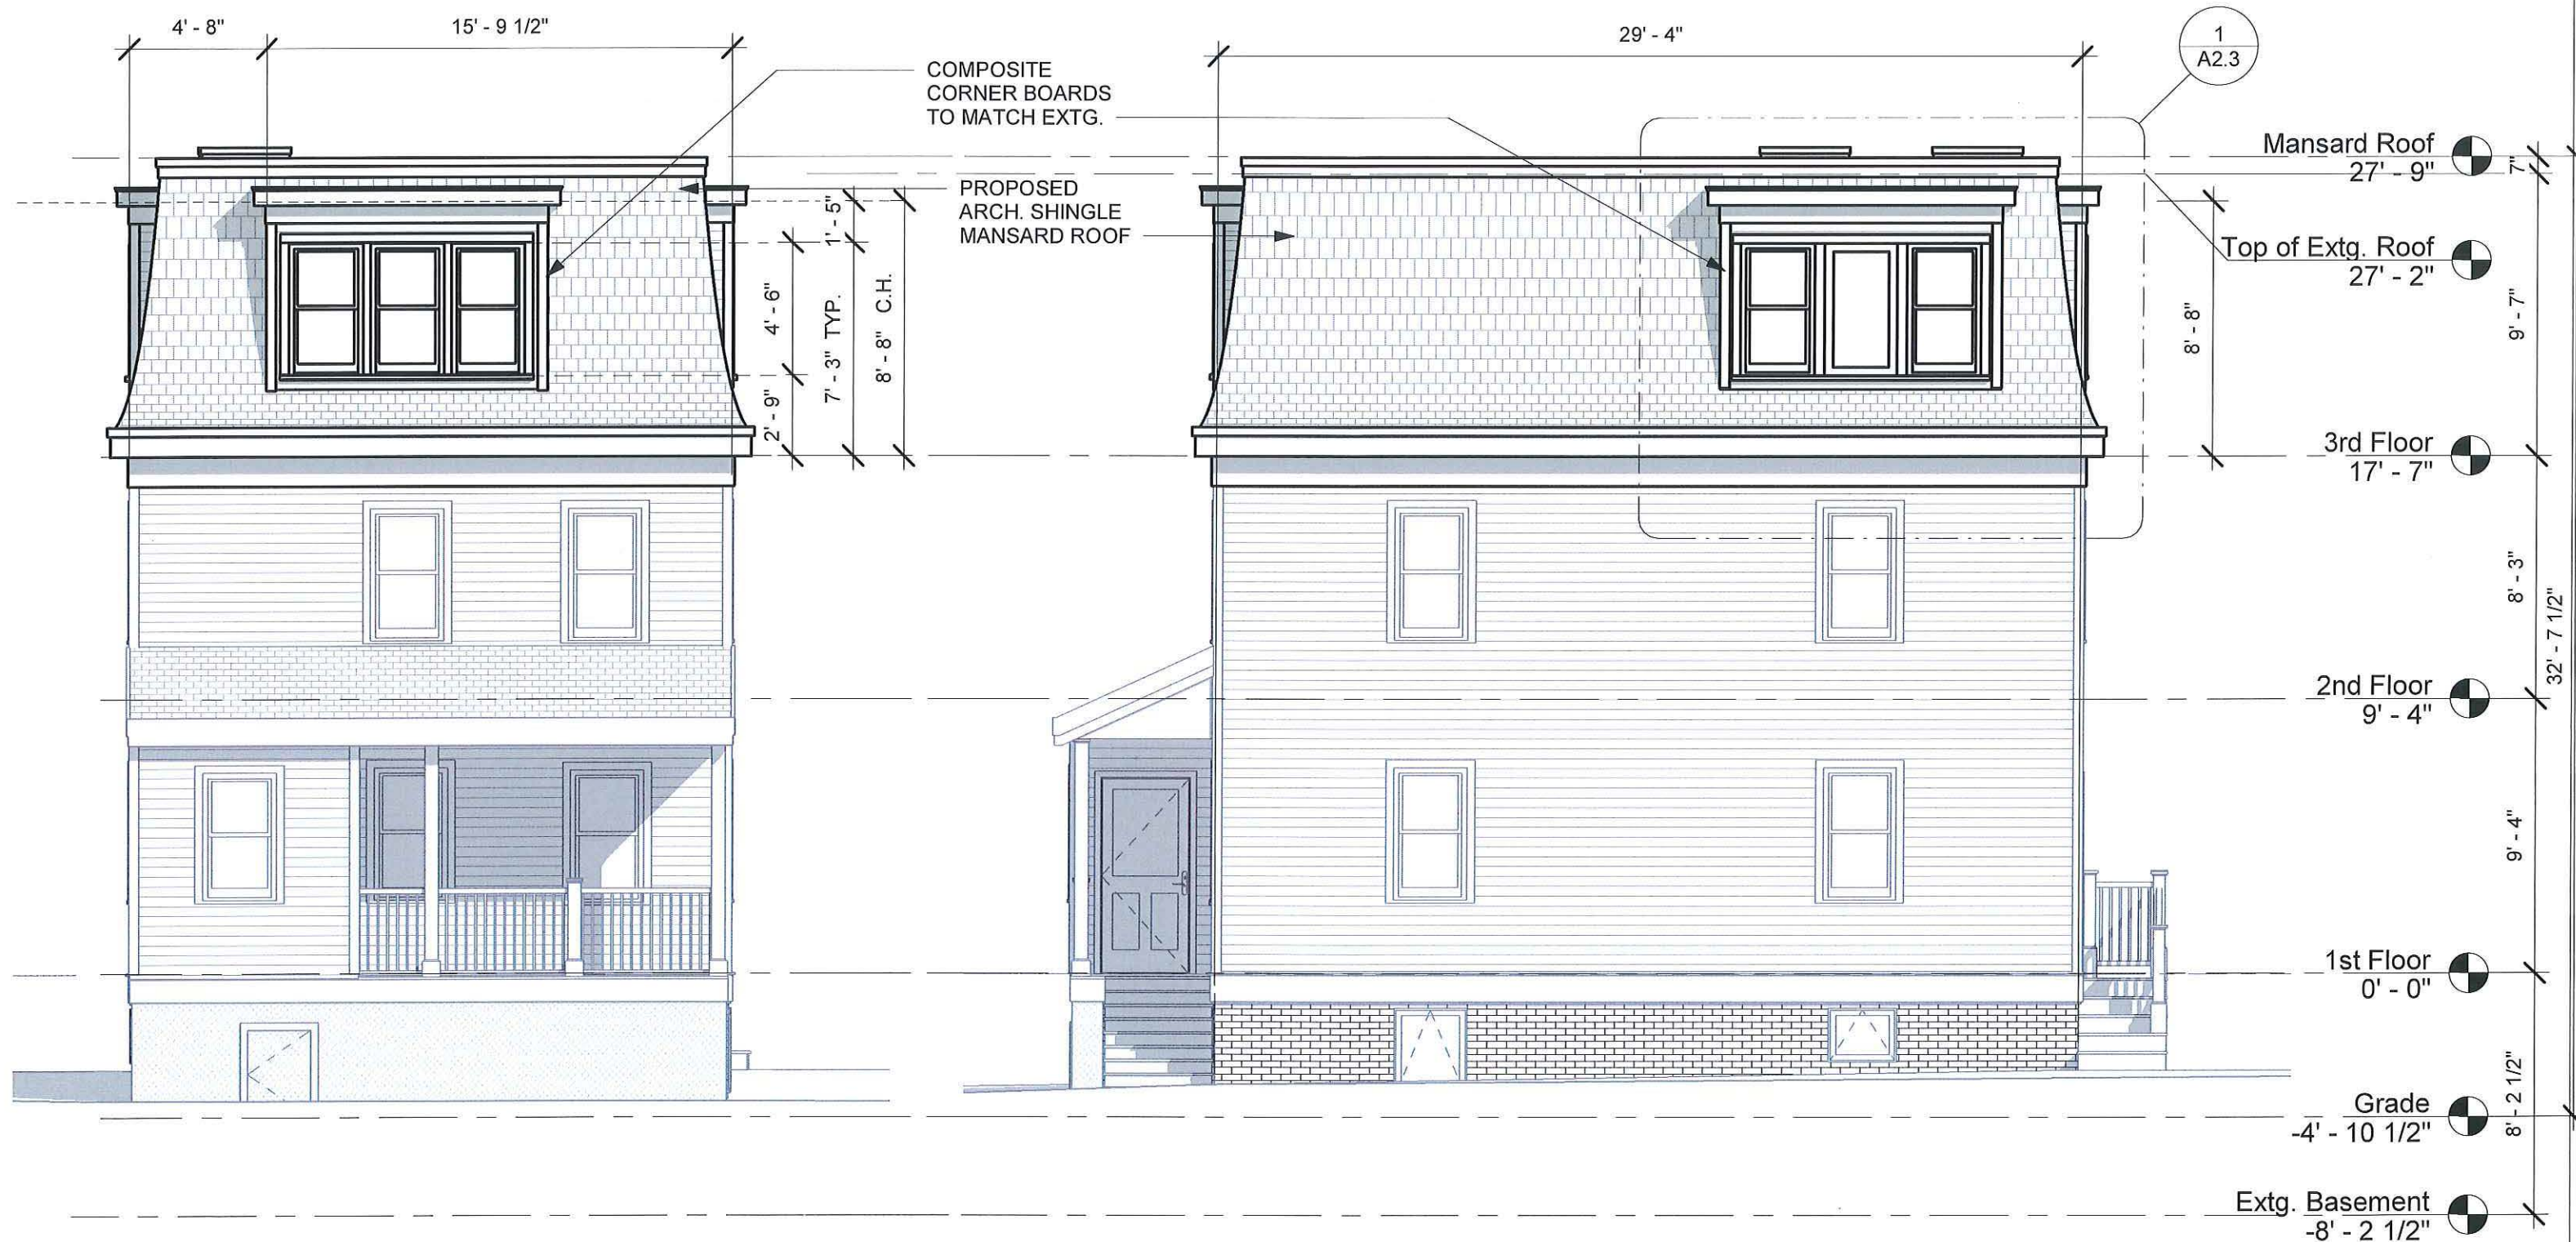 4' - 8"
15' - 9 1/2"
29' - 4"
1
A2.3
COMPOSITE
CORNER BOARDS
TO MATCH EXTG.
PROPOSED
ARCH. SHINGLE
MANSARD ROOF
1' - 5"
4' - 6"
2' - 9"
7' - 3" TYP.
8' - 8" C.H.
8' - 8"
Mansard Roof
27' - 9"
7"
Top of Extg. Roof
27' - 2"
9' - 7"
3rd Floor
17' - 7"
8' - 3"
32' - 7 1/2"
2nd Floor
9' - 4"
9' - 4"
1st Floor
0' - 0"
8' - 2 1/2"
Grade
-4' - 10 1/2"
Extg. Basement
-8' - 2 1/2"